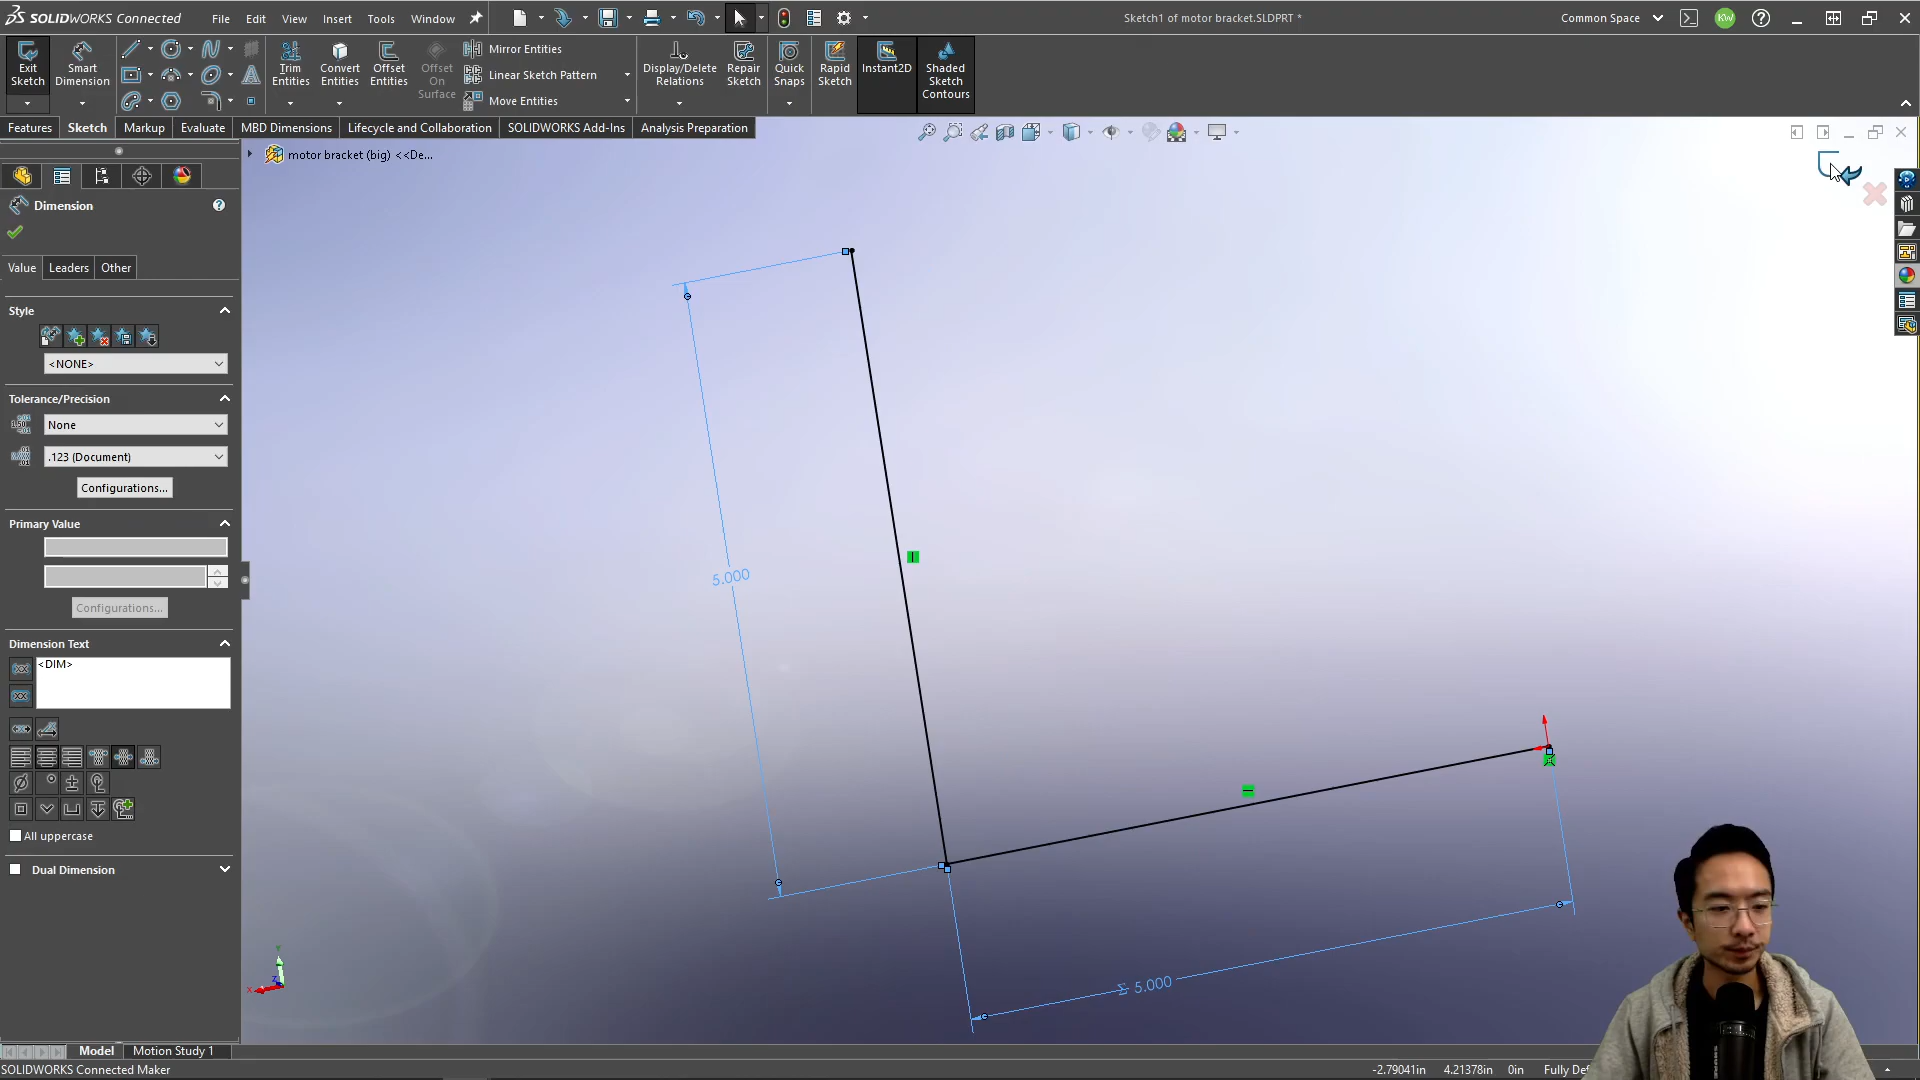 SOLIDWORKS Connected
File
Edit
View
Insert
Tools
Window
Sketch1 of motor bracket.SLDPRT *
Common Space
KW
Exit Sketch
Smart Dimension
Trim Entities
Convert Entities
Offset Entities
Offset On Surface
Mirror Entities
Linear Sketch Pattern
Move Entities
Display/Delete Relations
Repair Sketch
Quick Snaps
Rapid Sketch
Instant2D
Shaded Sketch Contours
Features
Sketch
Markup
Evaluate
MBD Dimensions
Lifecycle and Collaboration
SOLIDWORKS Add-Ins
Analysis Preparation
motor bracket (big) <<De...
Dimension
Value
Leaders
Other
Style
<NONE>
Tolerance/Precision
None
.123 (Document)
Configurations...
Primary Value
Configurations...
Dimension Text
<DIM>
All uppercase
Dual Dimension
5.000
Σ 5.000
Model
Motion Study 1
SOLIDWORKS Connected Maker
-2.79041in
4.21378in
0in